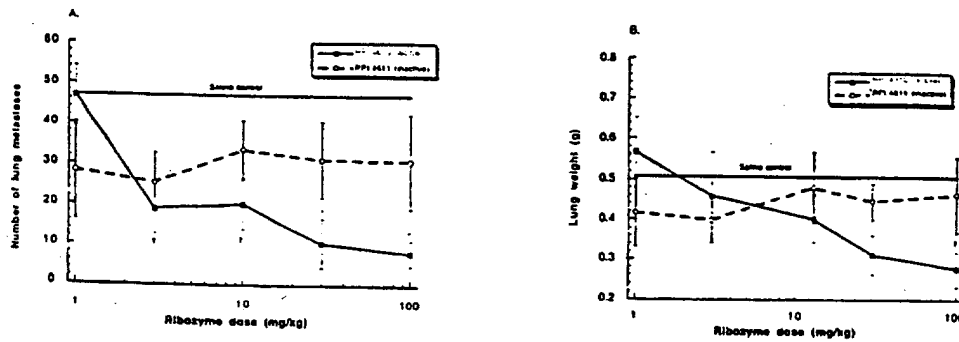 A.
Number of lung metastases
60
50
40
30
20
10
0
Saline control
(inactive)
1
10
100
Ribozyme dose (mg/kg)
B.
Lung weight (g)
0.8
0.7
0.6
0.5
0.4
0.3
0.2
Saline control
1
10
100
Ribozyme dose (mg/kg)